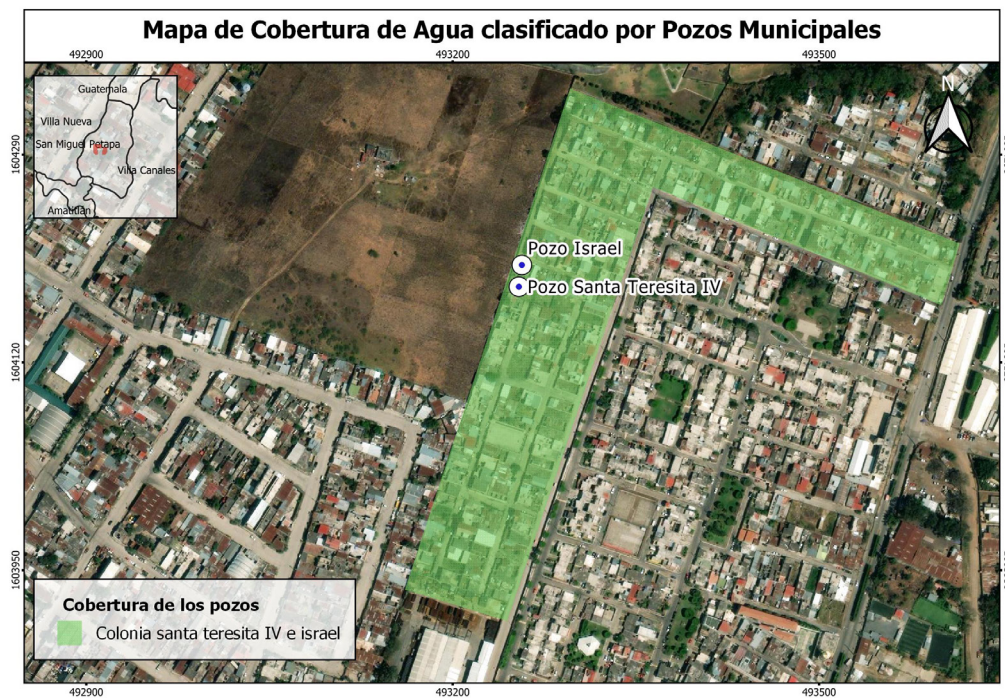 Mapa de Cobertura de Agua clasificado por Pozos Municipales
492900
493200
493500
Guatemala
Villa Nueva
San Miguel Petapa
Villa Canales
Amatitlán
N
1604290
Pozo Israel
Pozo Santa Teresita IV
1604120
1603950
Cobertura de los pozos
Colonia santa teresita IV e israel
492900
493200
493500